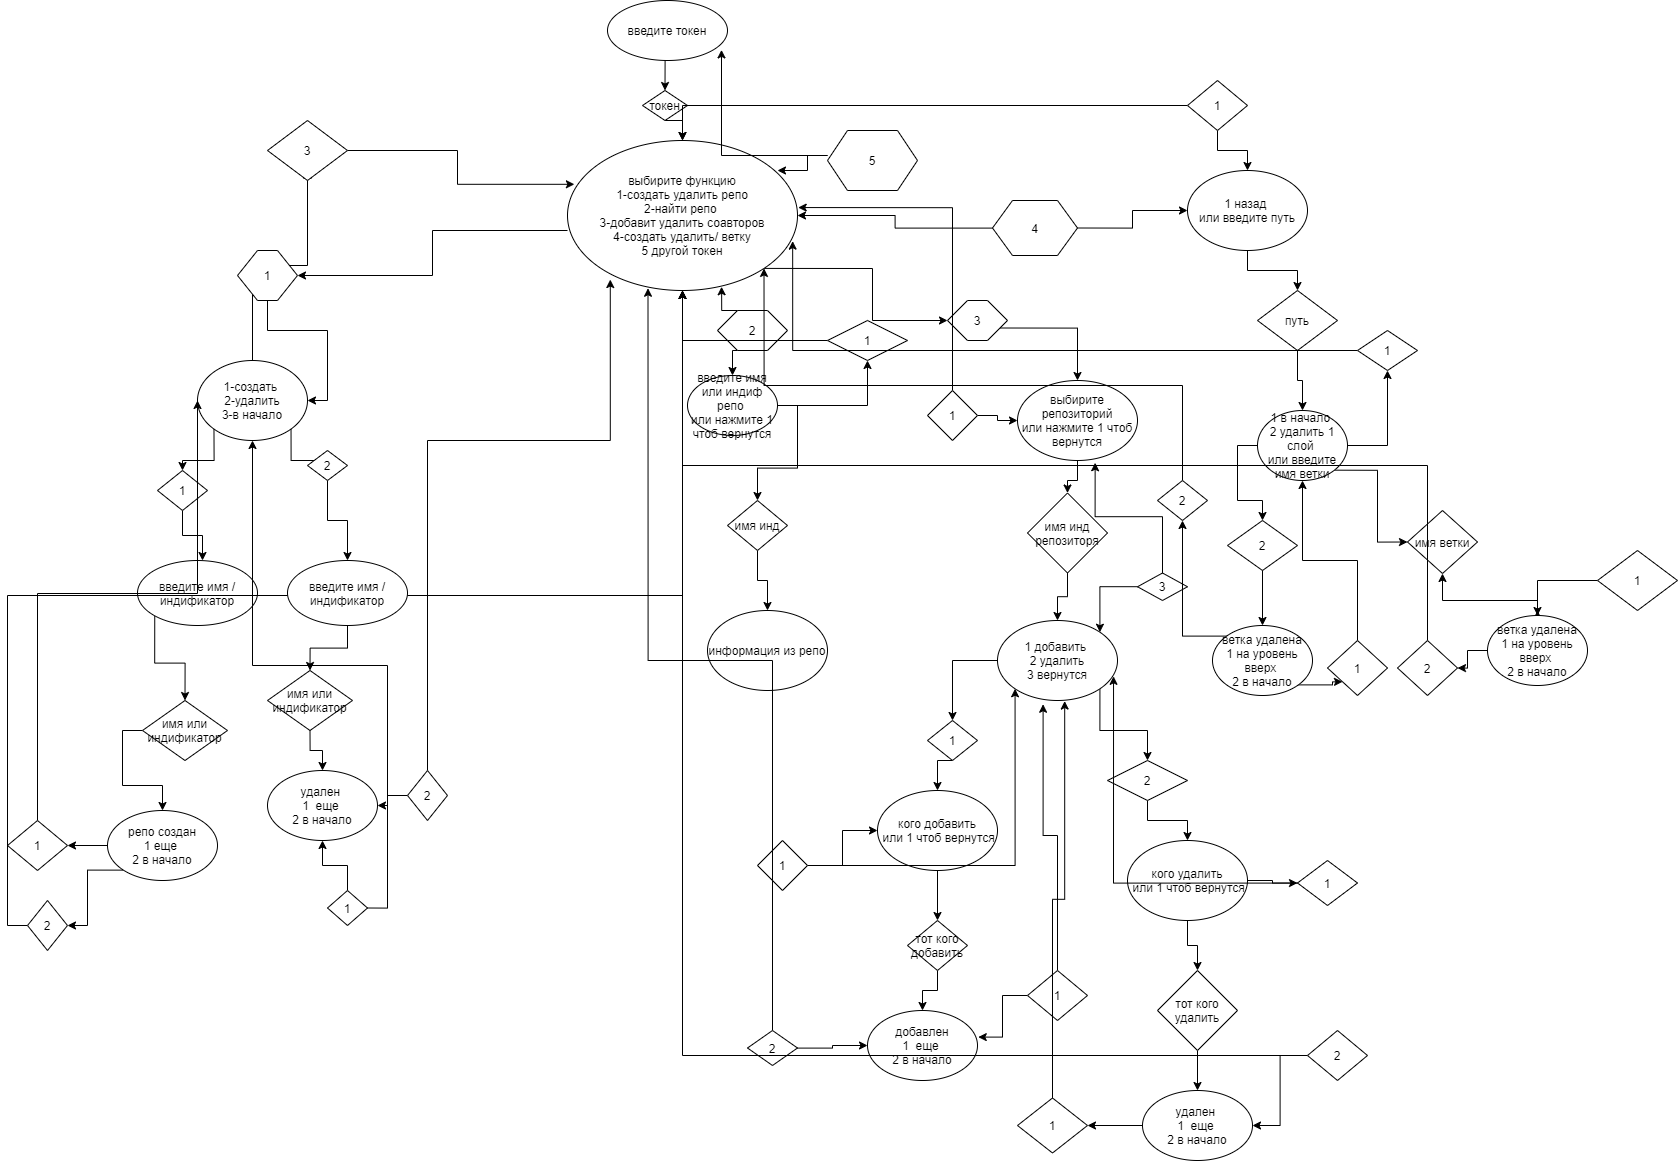 введите токен
токен
1
3
5
выбирите функцию
1-создать удалить репо
2-найти репо
3-добавит удалить соавторов
4-создать удалить/ ветку
5 другой токен
4
1 назад
или введите путь
1
2
1
3
путь
1
1-создать
2-удалить
3-в начало
введите имя
или индиф
репо
или нажмите 1
чтоб вернутся
1
выбирите
репозиторий
или нажмите 1 чтоб
вернутся
1 в начало
2 удалить 1
слой
или введите
имя ветки
1
2
имя инд
имя инд
репозиторя
2
2
имя ветки
введите имя /
индификатор
введите имя /
индификатор
3
1
информация из репо
1 добавить
2 удалить
3 вернутся
ветка удалена
1 на уровень
вверх
2 в начало
1
2
ветка удалена
1 на уровень
вверх
2 в начало
имя или
индификатор
имя или
индификатор
1
2
удален
1  еще
2 в начало
2
репо создан
1 еще
2 в начало
1
кого добавить
или 1 чтоб вернутся
1
кого удалить
или 1 чтоб вернутся
1
2
1
тот кого
добавить
1
тот кого
удалить
добавлен
1  еще
2 в начало
2
2
1
удален
1  еще
2 в начало